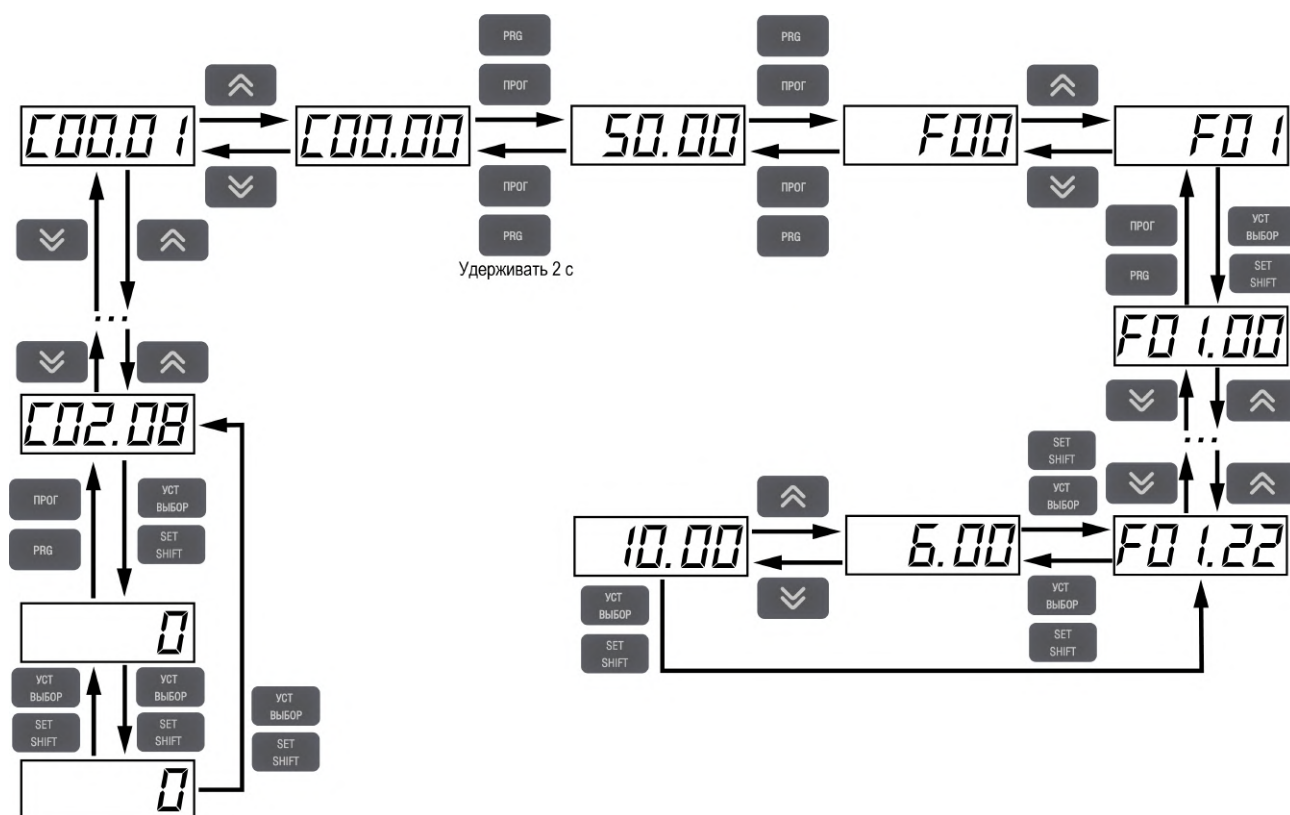 PRG
PRG
ПРОГ
ПРОГ
C00.01
C00.00
50.00
F00
F01
ПРОГ
ПРОГ
PRG
PRG
Удерживать 2 с
ПРОГ
PRG
УСТ
ВЫБОР
SET
SHIFT
...
F01.00
...
C02.08
ПРОГ
PRG
УСТ
ВЫБОР
SET
SHIFT
SET
SHIFT
УСТ
ВЫБОР
10.00
6.00
F01.22
УСТ
ВЫБОР
SET
SHIFT
УСТ
ВЫБОР
SET
SHIFT
0
УСТ
ВЫБОР
SET
SHIFT
УСТ
ВЫБОР
SET
SHIFT
УСТ
ВЫБОР
SET
SHIFT
0